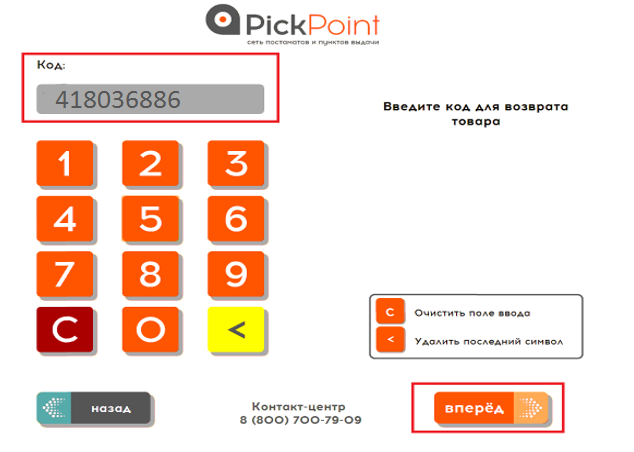 PickPoint
сеть постаматов и пунктов выдачи
Код:
418036886
Введите код для возврата
товара
1 2 3
4 5 6
7 8 9
C 0 <
C Очистить поле ввода
< Удалить последний символ
назад
Контакт-центр
8 (800) 700-79-09
вперёд